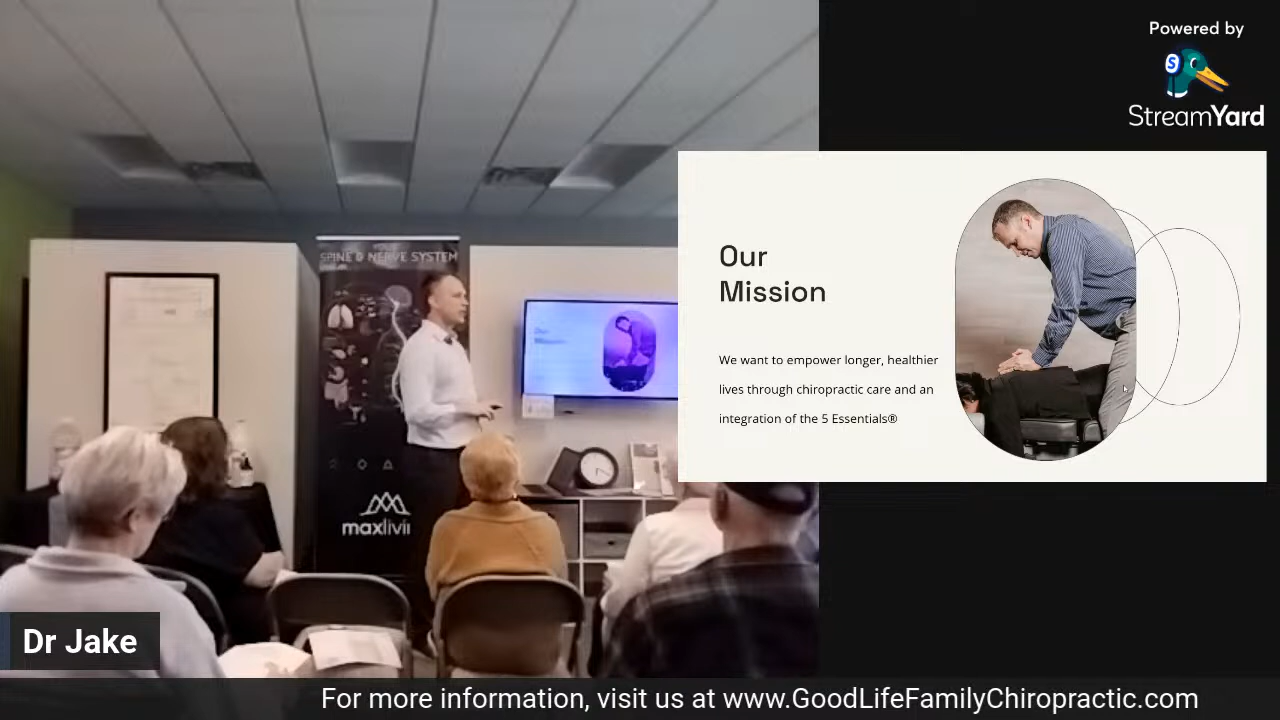 Powered by
StreamYard
SPINE & NERVE SYSTEM
Our
Mission
We want to empower longer, healthier
lives through chiropractic care and an
integration of the 5 Essentials®
maxlivin
Dr Jake
For more information, visit us at www.GoodLifeFamilyChiropractic.com